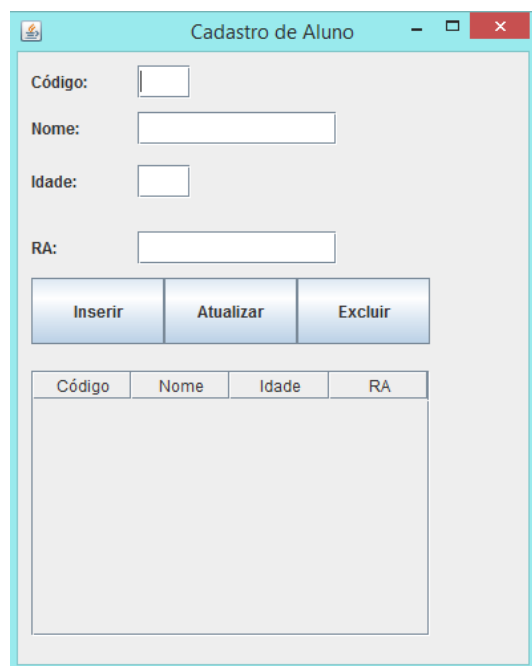 Cadastro de Aluno
Código:
Nome:
Idade:
RA:
Inserir Atualizar Excluir
Código Nome Idade RA